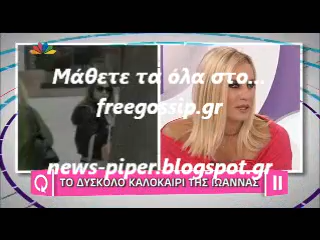 Μάθετε τα όλα στο...
freegossip.gr
news-piper.blogspot.gr
Q ΤΟ ΔΥΣΚΟΛΟ ΚΑΛΟΚΑΙΡΙ ΤΗΣ ΙΩΑΝΝΑΣ